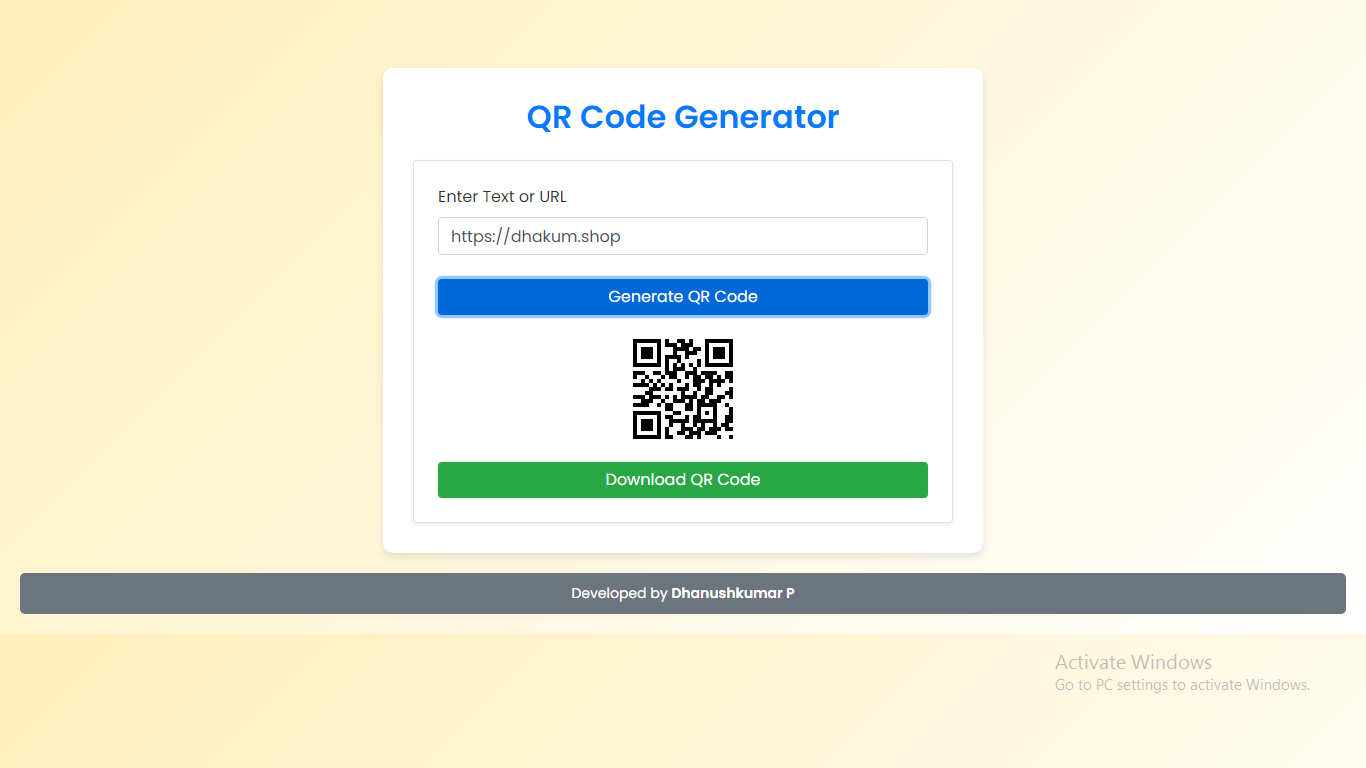 QR Code Generator
Enter Text or URL
https://dhakum.shop
Generate QR Code
Download QR Code
Developed by Dhanushkumar P
Activate Windows
Go to PC settings to activate Windows.